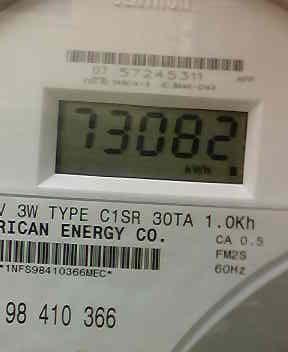 07 57245311
73082
kWh
V 3W TYPE C1SR 30TA 1.0Kh
RICAN ENERGY CO.
CA 0.5
FM2S
60Hz
*1NFS98410366MEC*
98 410 366